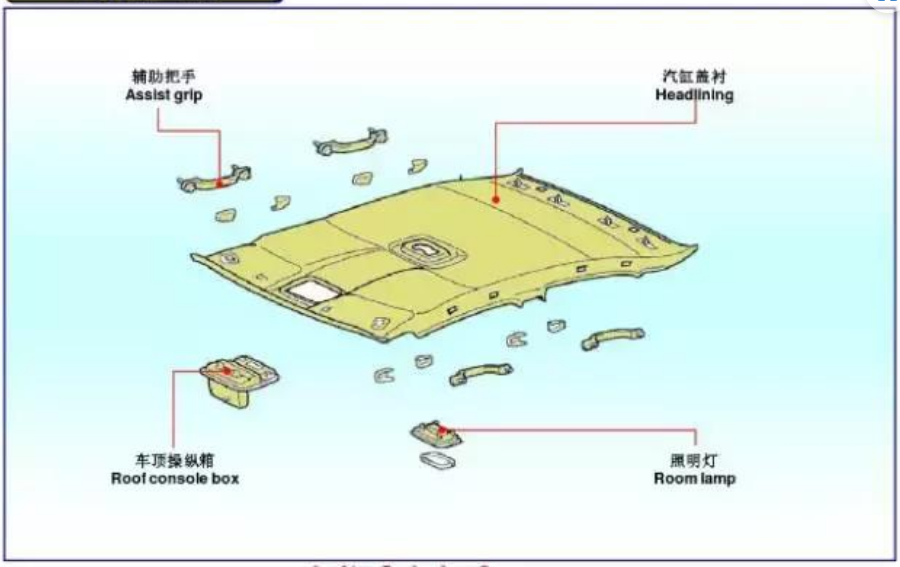 辅助把手
Assist grip
汽缸盖衬
Headlining
车顶操纵箱
Roof console box
照明灯
Room lamp